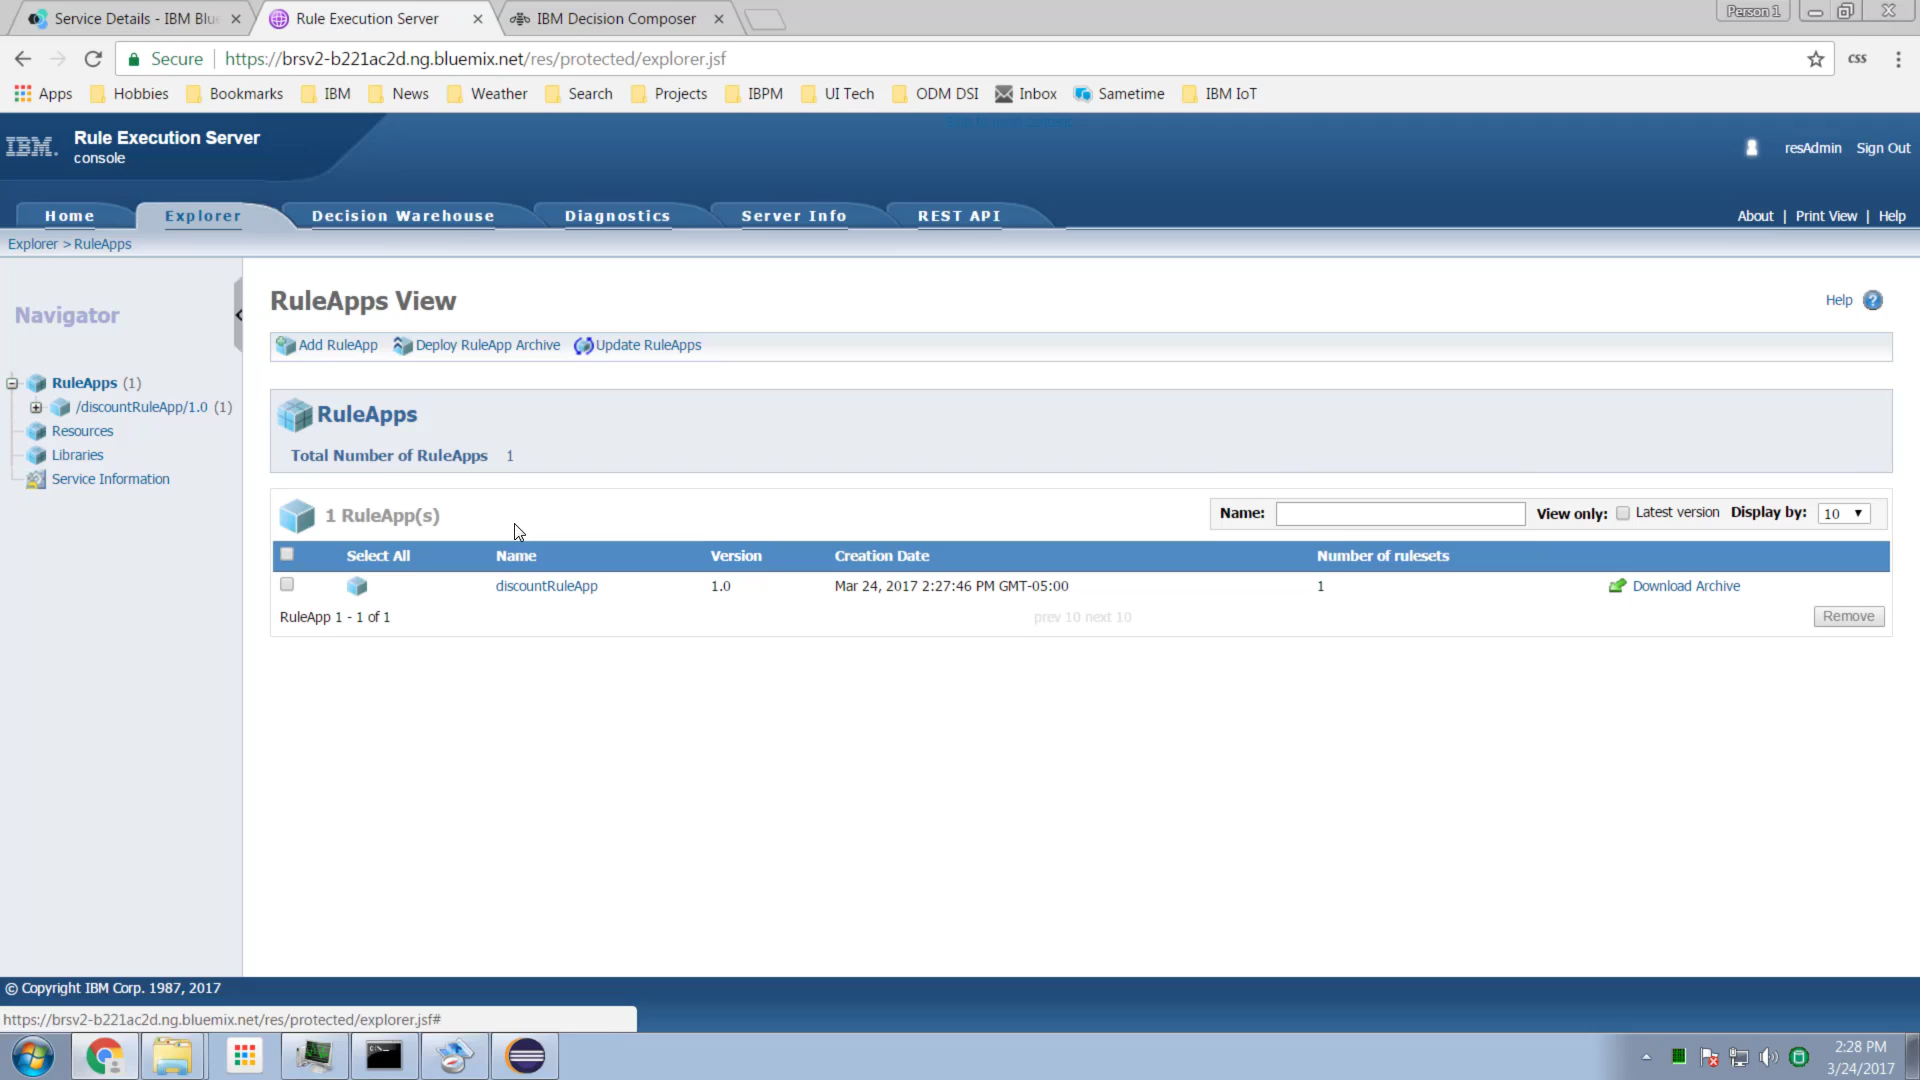 Service Details - IBM Blu
Rule Execution Server
IBM Decision Composer
Person 1
Secure
https://brsv2-b221ac2d.ng.bluemix.net/res/protected/explorer.jsf
css
Apps
Hobbies
Bookmarks
IBM
News
Weather
Search
Projects
IBPM
UI Tech
ODM DSI
Inbox
Sametime
IBM IoT
IBM.
Rule Execution Server
console
resAdmin Sign Out
Home
Explorer
Decision Warehouse
Diagnostics
Server Info
REST API
About | Print View | Help
Explorer > RuleApps
Navigator
RuleApps (1)
/discountRuleApp/1.0 (1)
Resources
Libraries
Service Information
RuleApps View
Help ?
Add RuleApp
Deploy RuleApp Archive
Update RuleApps
RuleApps
Total Number of RuleApps 1
1 RuleApp(s)
Name:
View only: Latest version Display by: 10
Select All Name Version Creation Date Number of rulesets
discountRuleApp 1.0 Mar 24, 2017 2:27:46 PM GMT-05:00 1 Download Archive
RuleApp 1 - 1 of 1
prev 10 next 10
Remove
© Copyright IBM Corp. 1987, 2017
https://brsv2-b221ac2d.ng.bluemix.net/res/protected/explorer.jsf#
2:28 PM
3/24/2017